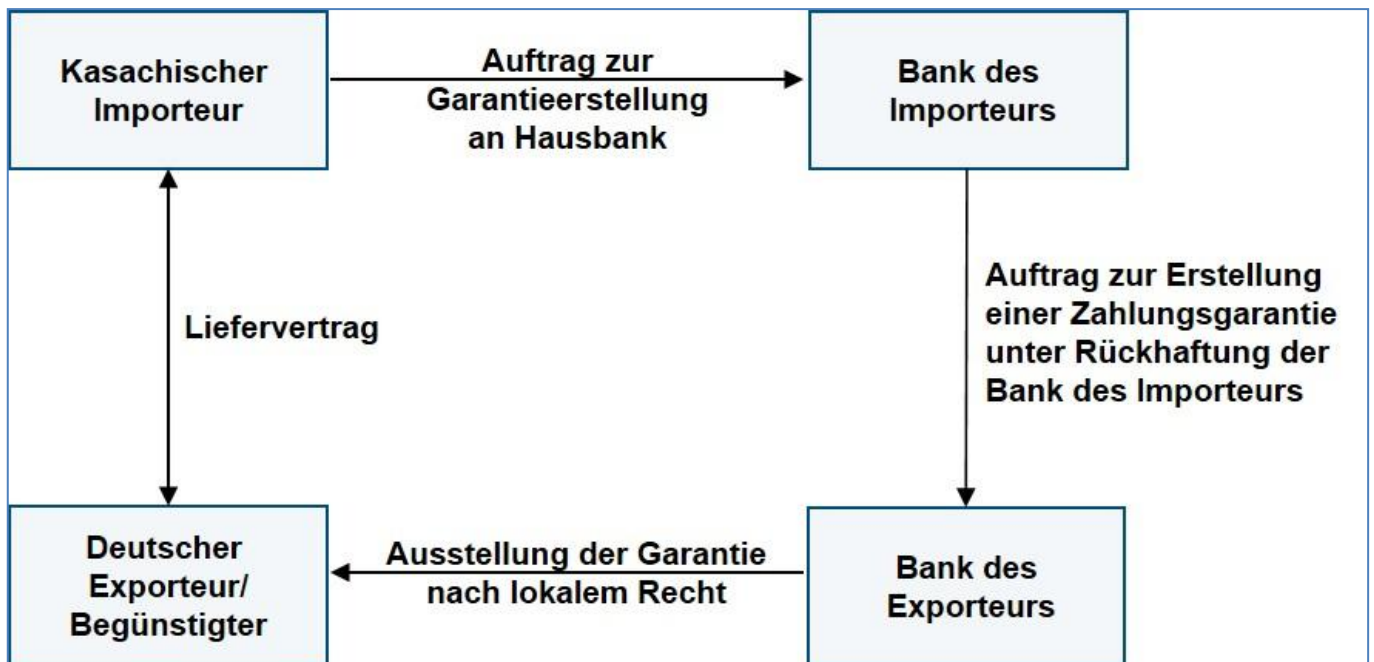 Kasachischer
Importeur
Auftrag zur
Garantieerstellung
an Hausbank
Bank des
Importeurs
Liefervertrag
Auftrag zur Erstellung
einer Zahlungsgarantie
unter Rückhaftung der
Bank des Importeurs
Deutscher
Exporteur/
Begünstigter
Ausstellung der Garantie
nach lokalem Recht
Bank des
Exporteurs